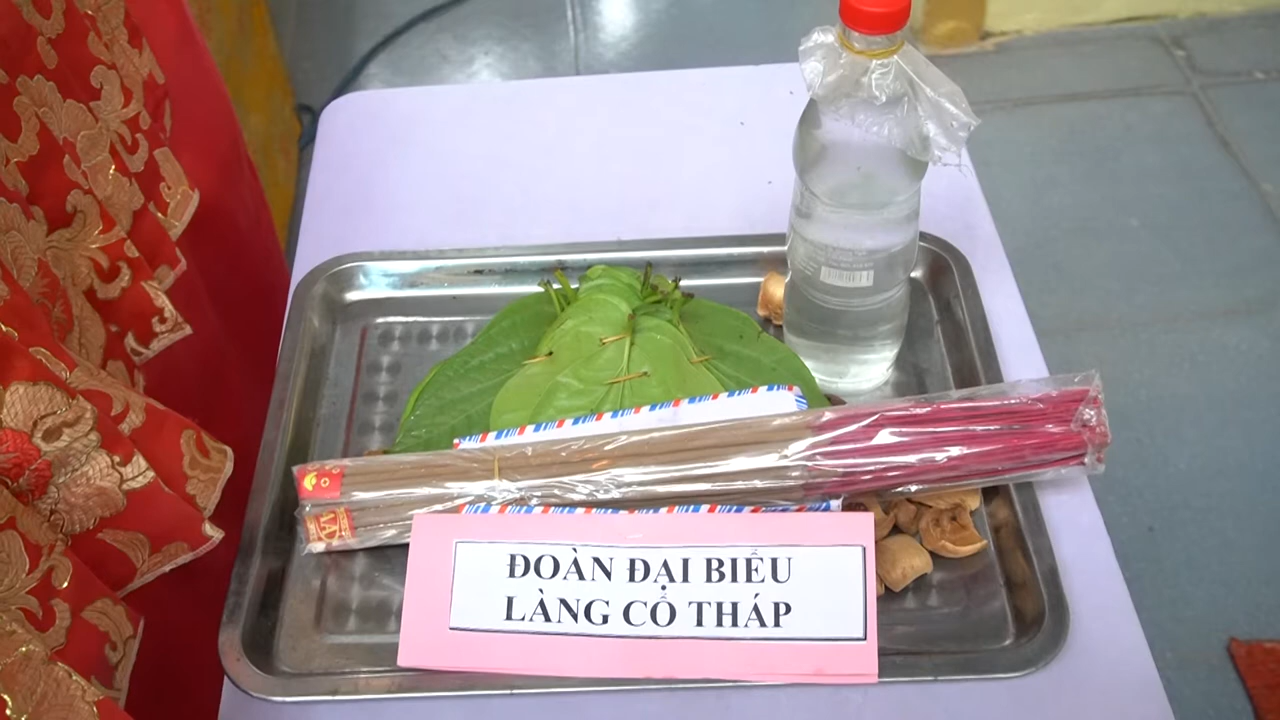 ĐOÀN ĐẠI BIỂU
LÀNG CỔ THÁP